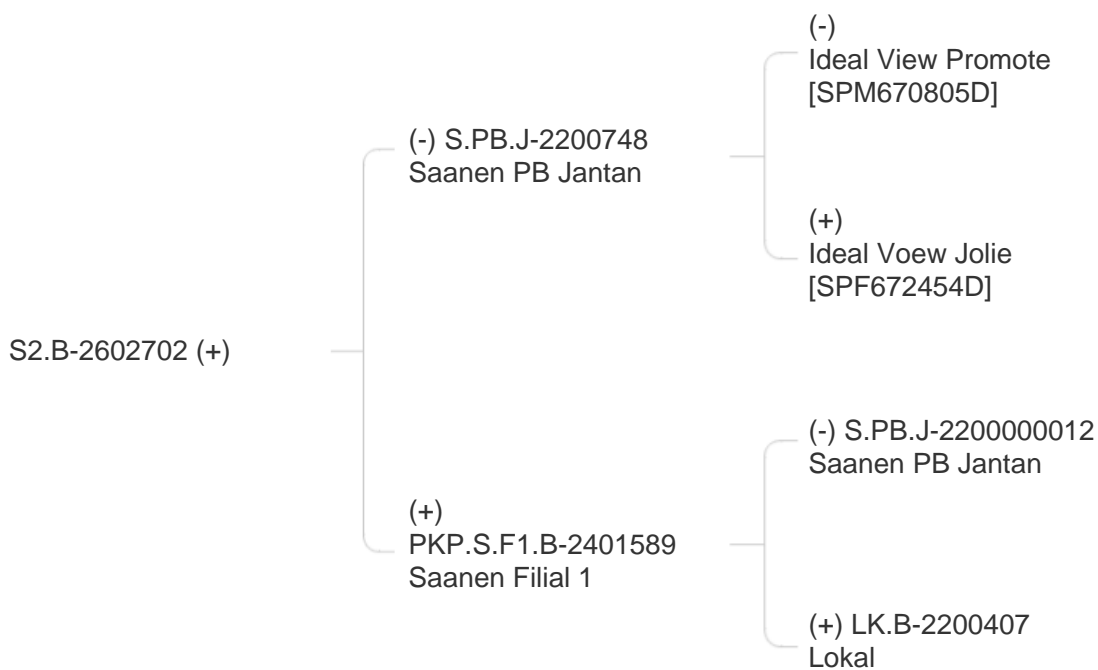 (-)
Ideal View Promote
[SPM670805D]
(-) S.PB.J-2200748
Saanen PB Jantan
(+)
Ideal Voew Jolie
[SPF672454D]
S2.B-2602702 (+)
(-) S.PB.J-2200000012
Saanen PB Jantan
(+)
PKP.S.F1.B-2401589
Saanen Filial 1
(+) LK.B-2200407
Lokal